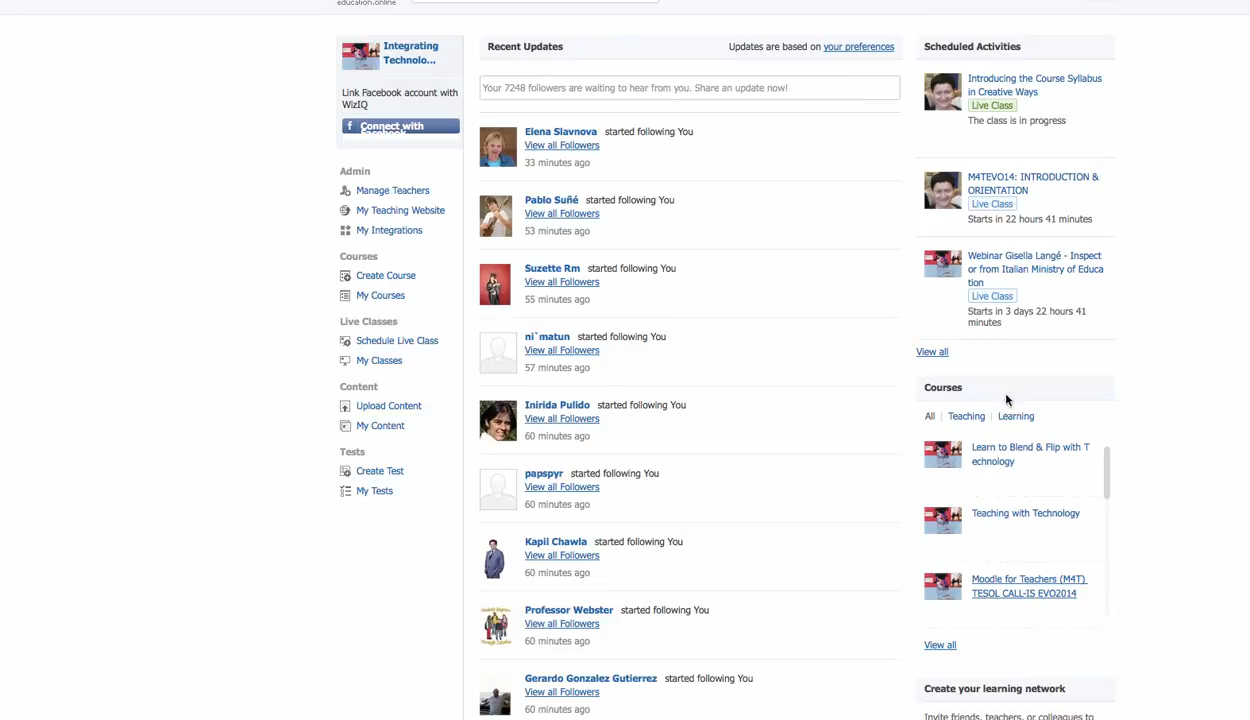 education.online
Integrating
Technolo...
Link Facebook account with
WizIQ
f Connect with
Facebook
Admin
Manage Teachers
My Teaching Website
My Integrations
Courses
Create Course
My Courses
Live Classes
Schedule Live Class
My Classes
Content
Upload Content
My Content
Tests
Create Test
My Tests
Recent Updates
Updates are based on your preferences
Your 7248 followers are waiting to hear from you. Share an update now!
Elena Slavnova started following You
View all Followers
33 minutes ago
Pablo Suñé started following You
View all Followers
53 minutes ago
Suzette Rm started following You
View all Followers
55 minutes ago
ni`matun started following You
View all Followers
57 minutes ago
Inirida Pulido started following You
View all Followers
60 minutes ago
papspyr started following You
View all Followers
60 minutes ago
Kapil Chawla started following You
View all Followers
60 minutes ago
Professor Webster started following You
View all Followers
60 minutes ago
Gerardo Gonzalez Gutierrez started following You
View all Followers
60 minutes ago
Scheduled Activities
Introducing the Course Syllabus
in Creative Ways
Live Class
The class is in progress
M4TEVO14: INTRODUCTION &
ORIENTATION
Live Class
Starts in 22 hours 41 minutes
Webinar Gisella Langé - Inspect
or from Italian Ministry of Educa
tion
Live Class
Starts in 3 days 22 hours 41
minutes
View all
Courses
All | Teaching | Learning
Learn to Blend & Flip with T
echnology
Teaching with Technology
Moodle for Teachers (M4T)
TESOL CALL-IS EVO2014
View all
Create your learning network
Invite friends, teachers, or colleagues to